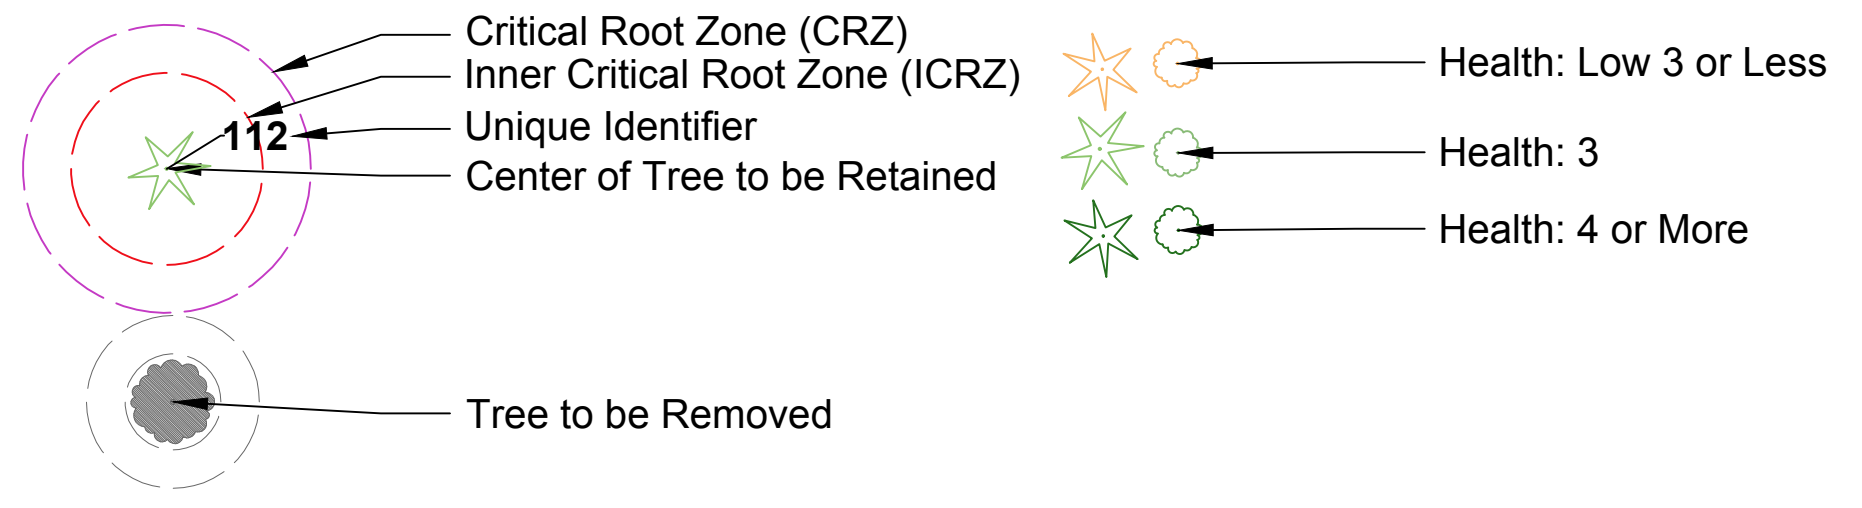 Critical Root Zone (CRZ)
Inner Critical Root Zone (ICRZ)
112
Unique Identifier
Center of Tree to be Retained
Tree to be Removed
Health: Low 3 or Less
Health: 3
Health: 4 or More